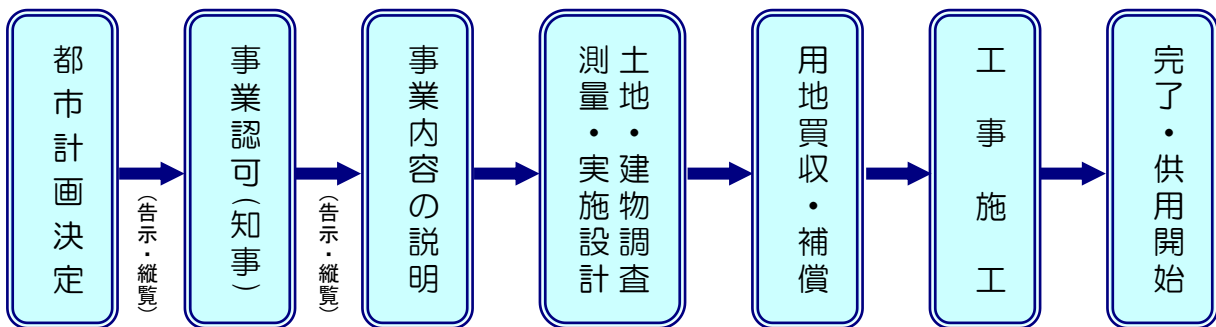 都市計画決定
(告示・縦覧)
事業認可(知事)
(告示・縦覧)
事業内容の説明
土地・建物調査
測量・実施設計
用地買収・補償
工事施工
完了・供用開始